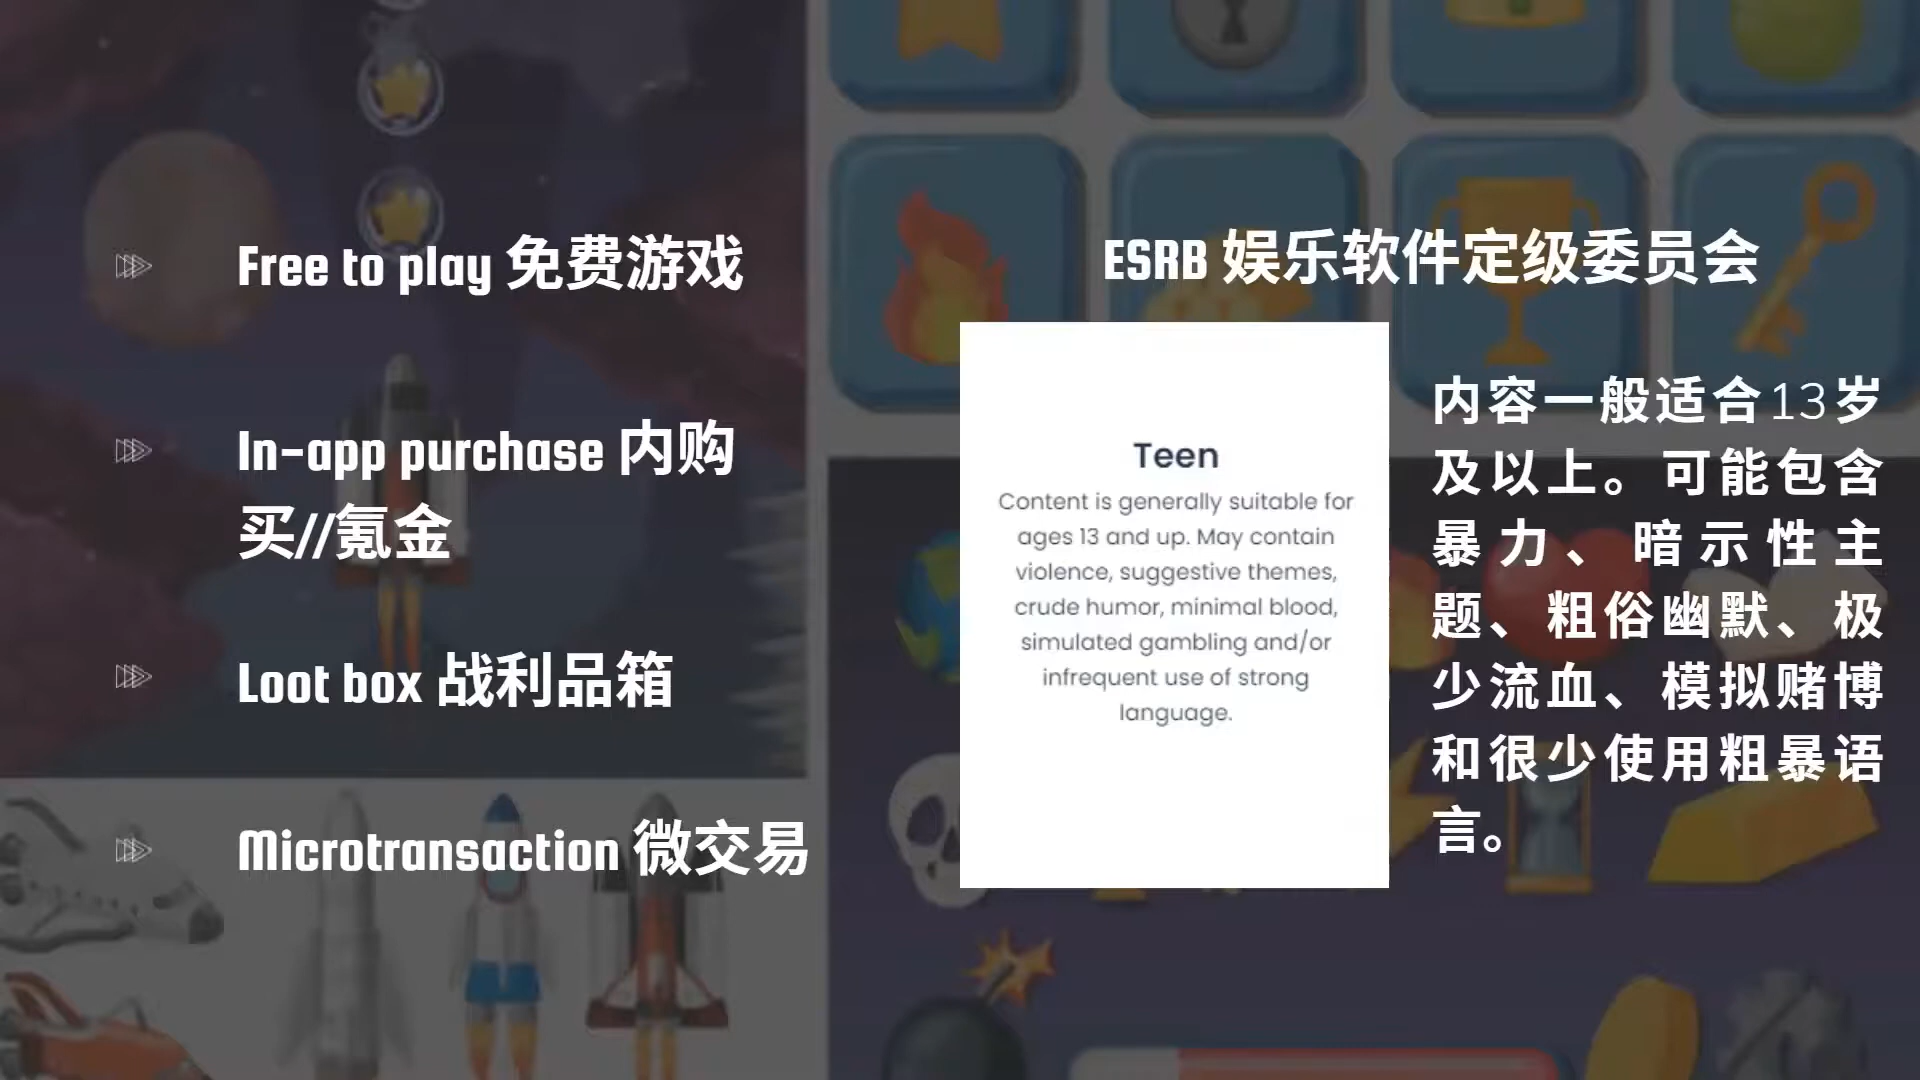 Free to play 免费游戏
In-app purchase 内购
买//氪金
Loot box 战利品箱
Microtransaction 微交易
ESRB 娱乐软件定级委员会
Teen
Content is generally suitable for
ages 13 and up. May contain
violence, suggestive themes,
crude humor, minimal blood,
simulated gambling and/or
infrequent use of strong
language.
内容一般适合13岁
及以上。可能包含
暴力、暗示性主
题、粗俗幽默、极
少流血、模拟赌博
和很少使用粗暴语
言。